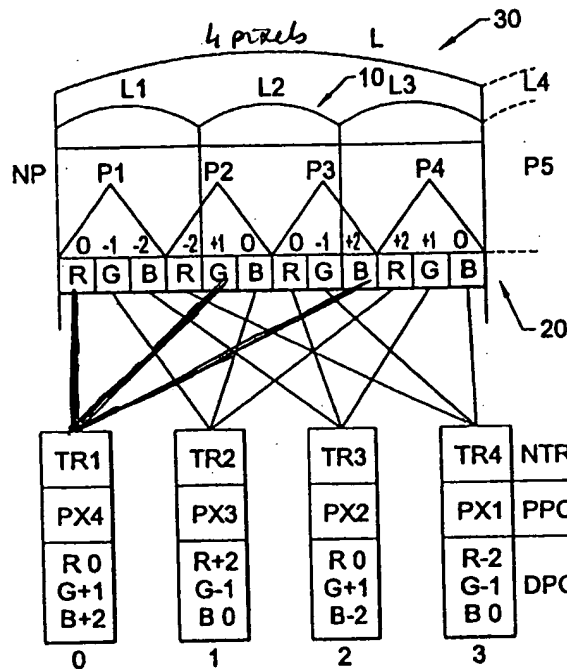 4 pixels L 30
L1 L2 10 L3 L4
NP P1 P2 P3 P4 P5
0 -1 -2 -2 +1 0 0 -1 +2 +2 +1 0
R G B R G B R G B R G B
20
TR1 TR2 TR3 TR4 NTR
PX4 PX3 PX2 PX1 PPC
R 0 R+2 R 0 R-2
G+1 G-1 G+1 G-1 DPC
B+2 B 0 B-2 B 0
0 1 2 3